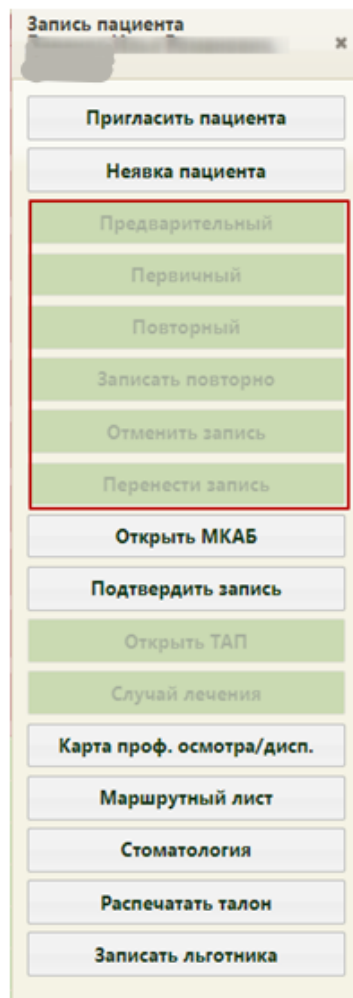 Запись пациента
Пригласить пациента
Неявка пациента
Предварительный
Первичный
Повторный
Записать повторно
Отменить запись
Перенести запись
Открыть МКАБ
Подтвердить запись
Открыть ТАП
Случай лечения
Карта проф. осмотра/дисп.
Маршрутный лист
Стоматология
Распечатать талон
Записать льготника